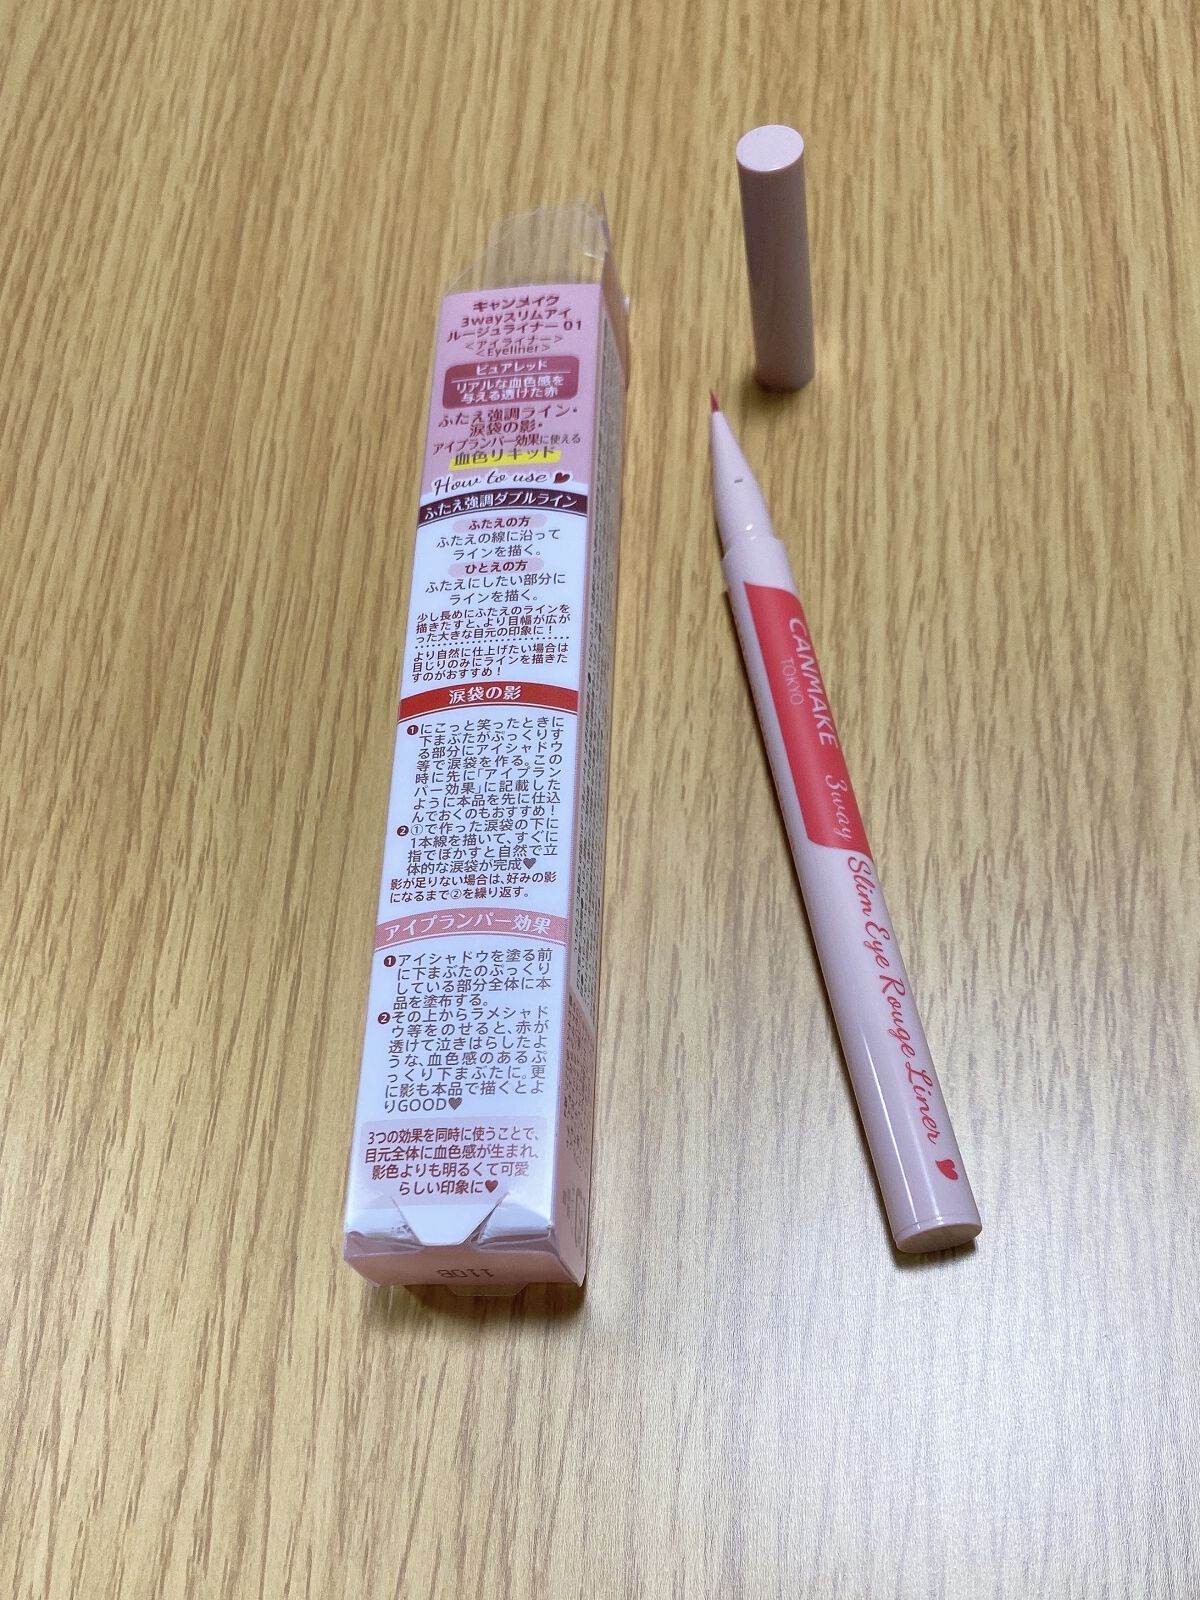 キャンメイク
3wayスリムアイ
ルージュライナー 01
＜アイライナー＞
＜Eyeliner＞
ピュアレッド
リアルな血色感を
与える透けた赤
ふたえ強調ライン・
涙袋の影・
アイプランパー効果に使える
血色リキッド
How to use♥
ふたえ強調ダブルライン
ふたえの方
ふたえの線に沿って
ラインを描く。
ひとえの方
ふたえにしたい部分に
ラインを描く。
少し長めにふたえのラインを
描きたすと、より目幅が広が
った大きな目元の印象に！
より自然に仕上げたい場合は
目じりのみにラインを描きた
すのがおすすめ！
涙袋の影
❶にこっと笑ったときに
下まぶたがぷっくりす
る部分にアイシャドウ
等で涙袋を作る。この
時に先に「アイプラン
パー効果」に記載した
ように本品を先に仕込
んでおくのもおすすめ！
❷①で作った涙袋の下に
1本線を描いて、すぐに
指でぼかすと自然で立
体的な涙袋が完成♥
影が足りない場合は、好みの影
になるまで②を繰り返す。
アイプランパー効果
❶アイシャドウを塗る前
に下まぶたのぷっくり
している部分全体に本
品を塗布する。
❷その上からラメシャド
ウ等をのせると、赤が
透けて泣きはらしたよ
うな、血色感のあるぷ
っくり下まぶたに。更
に影も本品で描くとよ
りGOOD♥
3つの効果を同時に使うことで、
目元全体に血色感が生まれ、
影色よりも明るくて可愛
らしい印象に♥
110B
CANMAKE
TOKYO
3way Slim Eye Rouge Liner ♥